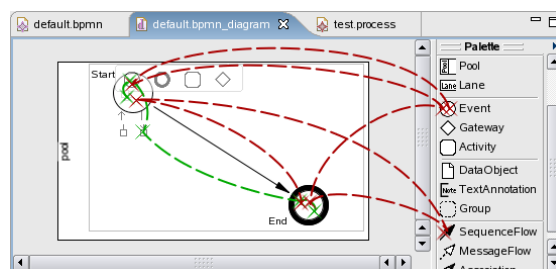 default.bpmn
default.bpmn_diagram
test.process
Palette
Start
Pool
Lane
Event
Gateway
Activity
pool
DataObject
Note
TextAnnotation
Group
End
SequenceFlow
MessageFlow
Association